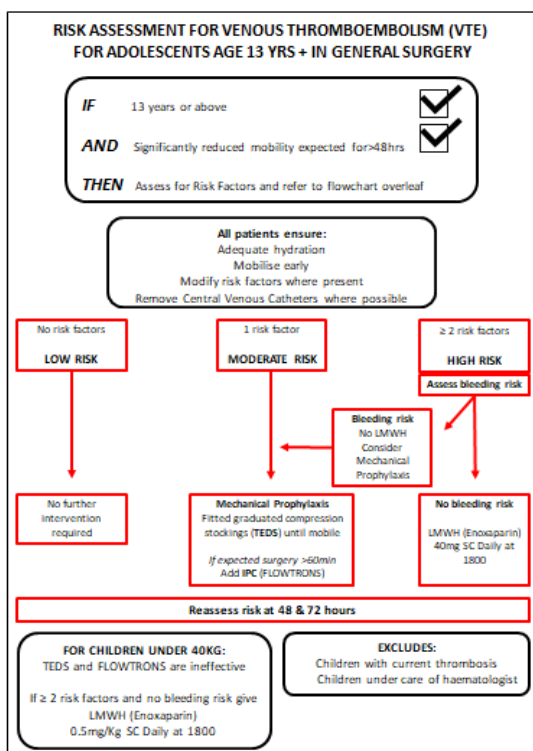 RISK ASSESSMENT FOR VENOUS THROMBOEMBOLISM (VTE)
FOR ADOLESCENTS AGE 13 YRS + IN GENERAL SURGERY
IF 13 years or above
AND Significantly reduced mobility expected for>48hrs
THEN Assess for Risk Factors and refer to flowchart overleaf
All patients ensure:
Adequate hydration
Mobilise early
Modify risk factors where present
Remove Central Venous Catheters where possible
No risk factors
LOW RISK
1 risk factor
MODERATE RISK
≥ 2 risk factors
HIGH RISK
Assess bleeding risk
Bleeding risk
No LMWH
Consider
Mechanical
Prophylaxis
No further
intervention
required
Mechanical Prophylaxis
Fitted graduated compression
stockings (TEDS) until mobile
If expected surgery >60min
Add IPC (FLOWTRONS)
No bleeding risk
LMWH (Enoxaparin)
40mg SC Daily at
1800
Reassess risk at 48 & 72 hours
FOR CHILDREN UNDER 40KG:
TEDS and FLOWTRONS are ineffective
If ≥ 2 risk factors and no bleeding risk give
LMWH (Enoxaparin)
0.5mg/Kg SC Daily at 1800
EXCLUDES:
Children with current thrombosis
Children under care of haematologist